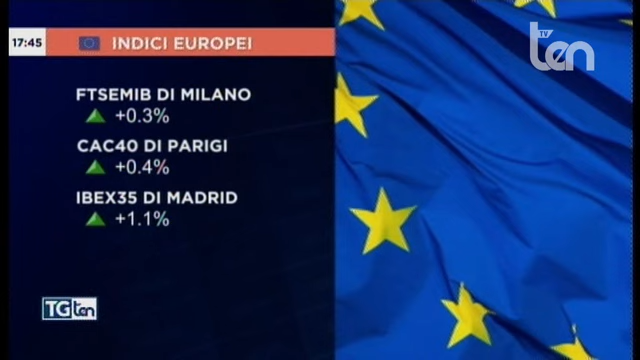 17:45
INDICI EUROPEI
TV
ten
FTSEMIB DI MILANO
+0.3%
CAC40 DI PARIGI
+0.4%
IBEX35 DI MADRID
+1.1%
TG ten